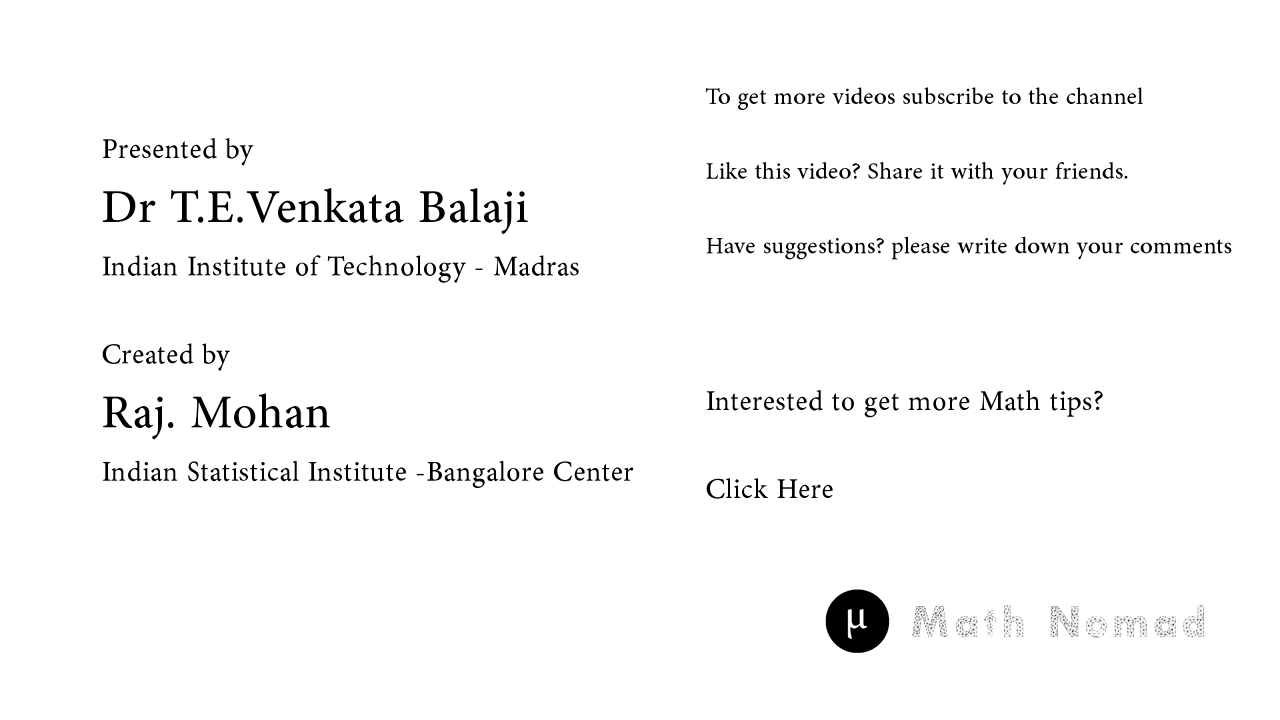 Presented by
Dr T.E.Venkata Balaji
Indian Institute of Technology - Madras
Created by
Raj. Mohan
Indian Statistical Institute -Bangalore Center
To get more videos subscribe to the channel
Like this video? Share it with your friends.
Have suggestions? please write down your comments
Interested to get more Math tips?
Click Here
μ Math Nomad